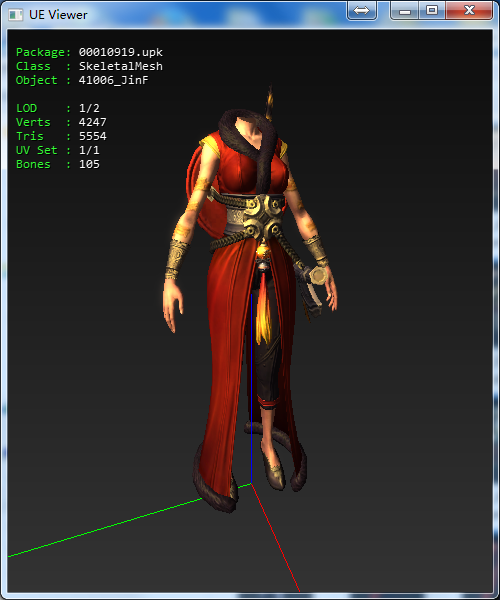 UE Viewer
Package: 00010919.upk
Class : SkeletalMesh
Object : 41006_JinF
LOD : 1/2
Verts : 4247
Tris : 5554
UV Set : 1/1
Bones : 105